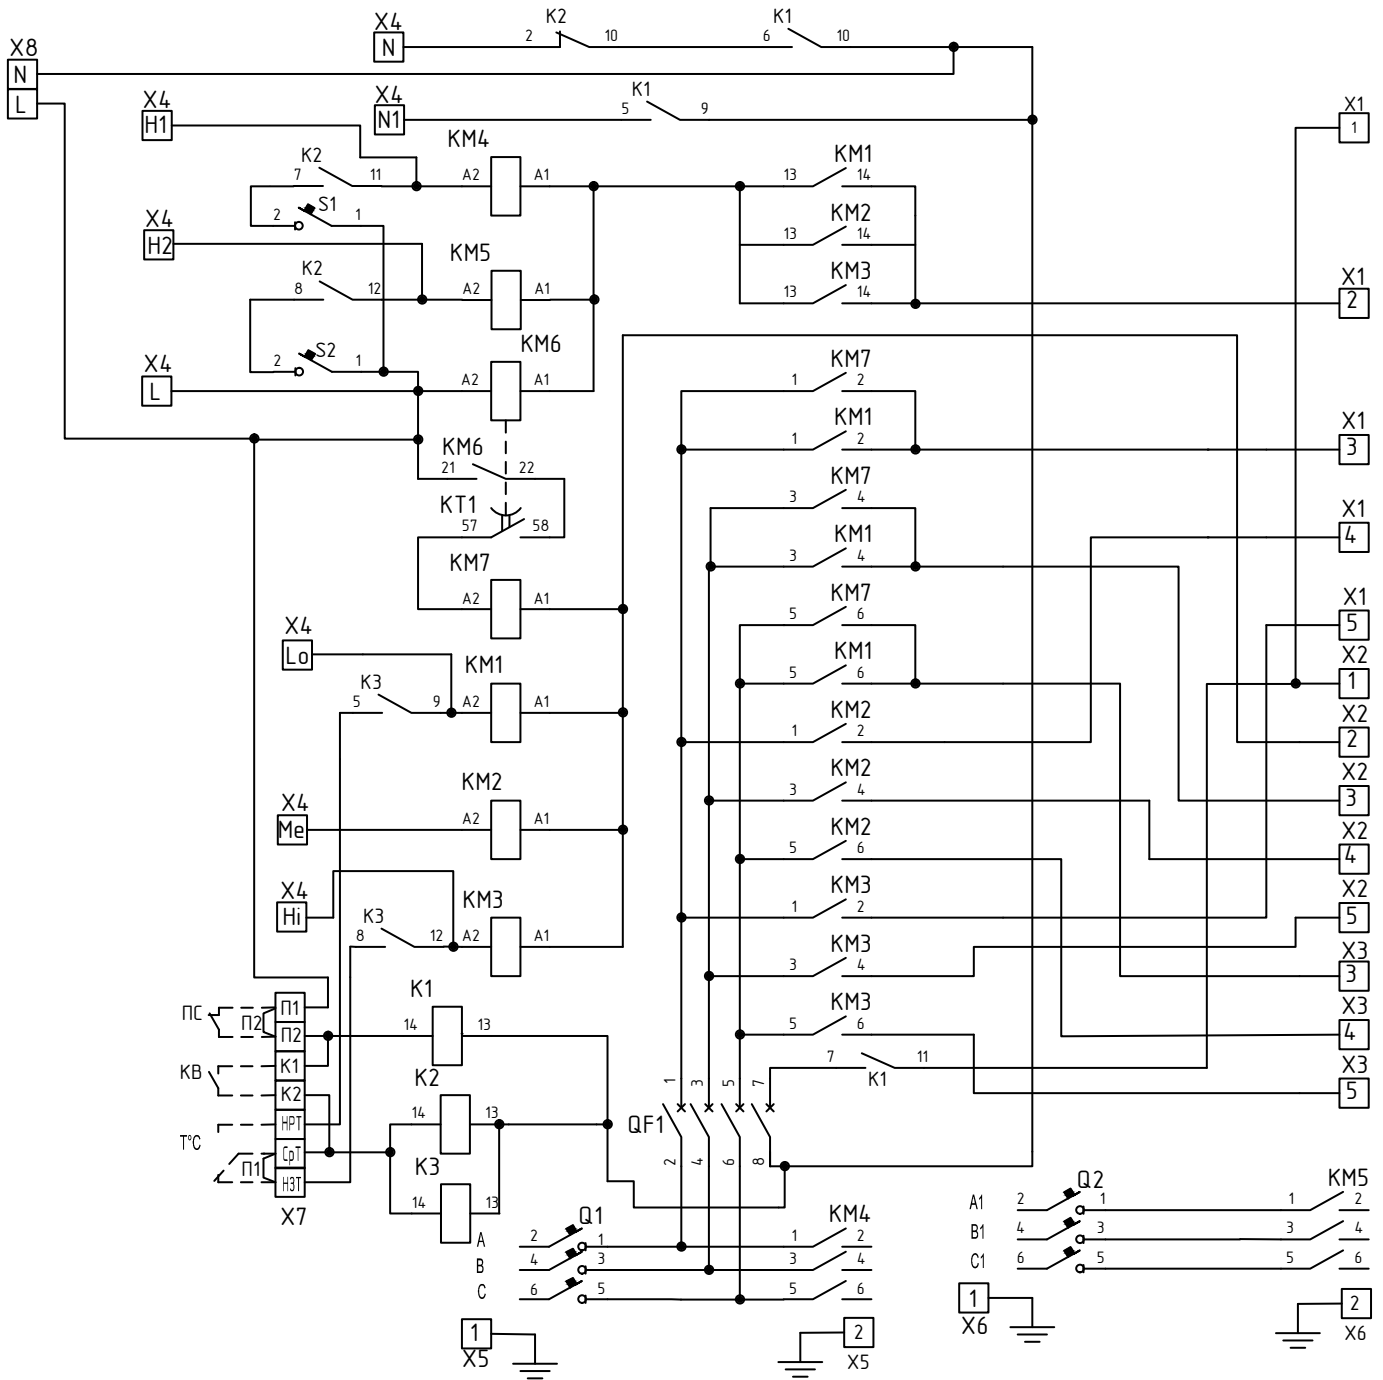 X4
N
2
K2
10
6
K1
10
X8
N
L
X4
H1
X4
N1
5
K1
9
X1
1
K2
7
11
KM4
A2
A1
KM1
13
14
2
S1
1
X4
H2
KM2
13
14
K2
8
12
KM5
A2
A1
KM3
13
14
X1
2
2
S2
1
KM6
A2
A1
X4
L
KM7
1
2
KM1
1
2
X1
3
KM6
21
22
KM7
3
4
KT1
57
58
KM1
3
4
X1
4
KM7
A2
A1
KM7
5
6
X1
5
X4
Lo
K3
5
9
KM1
A2
A1
KM1
5
6
X2
1
KM2
1
2
X2
2
X4
Me
KM2
A2
A1
KM2
3
4
X2
3
KM2
5
6
X2
4
X4
Hi
K3
8
12
KM3
A2
A1
KM3
1
2
X2
5
KM3
3
4
X3
3
ПС
П2
П1
П2
К1
К2
НРТ
СрТ
НЗТ
X7
КВ
T°C
П1
K1
14
13
KM3
5
6
X3
4
7
K1
11
X3
5
K2
14
13
K3
14
13
QF1
1
3
5
7
2
4
6
8
A
2
Q1
1
1
KM4
2
B
4
3
3
4
C
6
5
5
6
A1
2
Q2
1
1
KM5
2
B1
4
3
3
4
C1
6
5
5
6
1
X5
2
X5
1
X6
2
X6